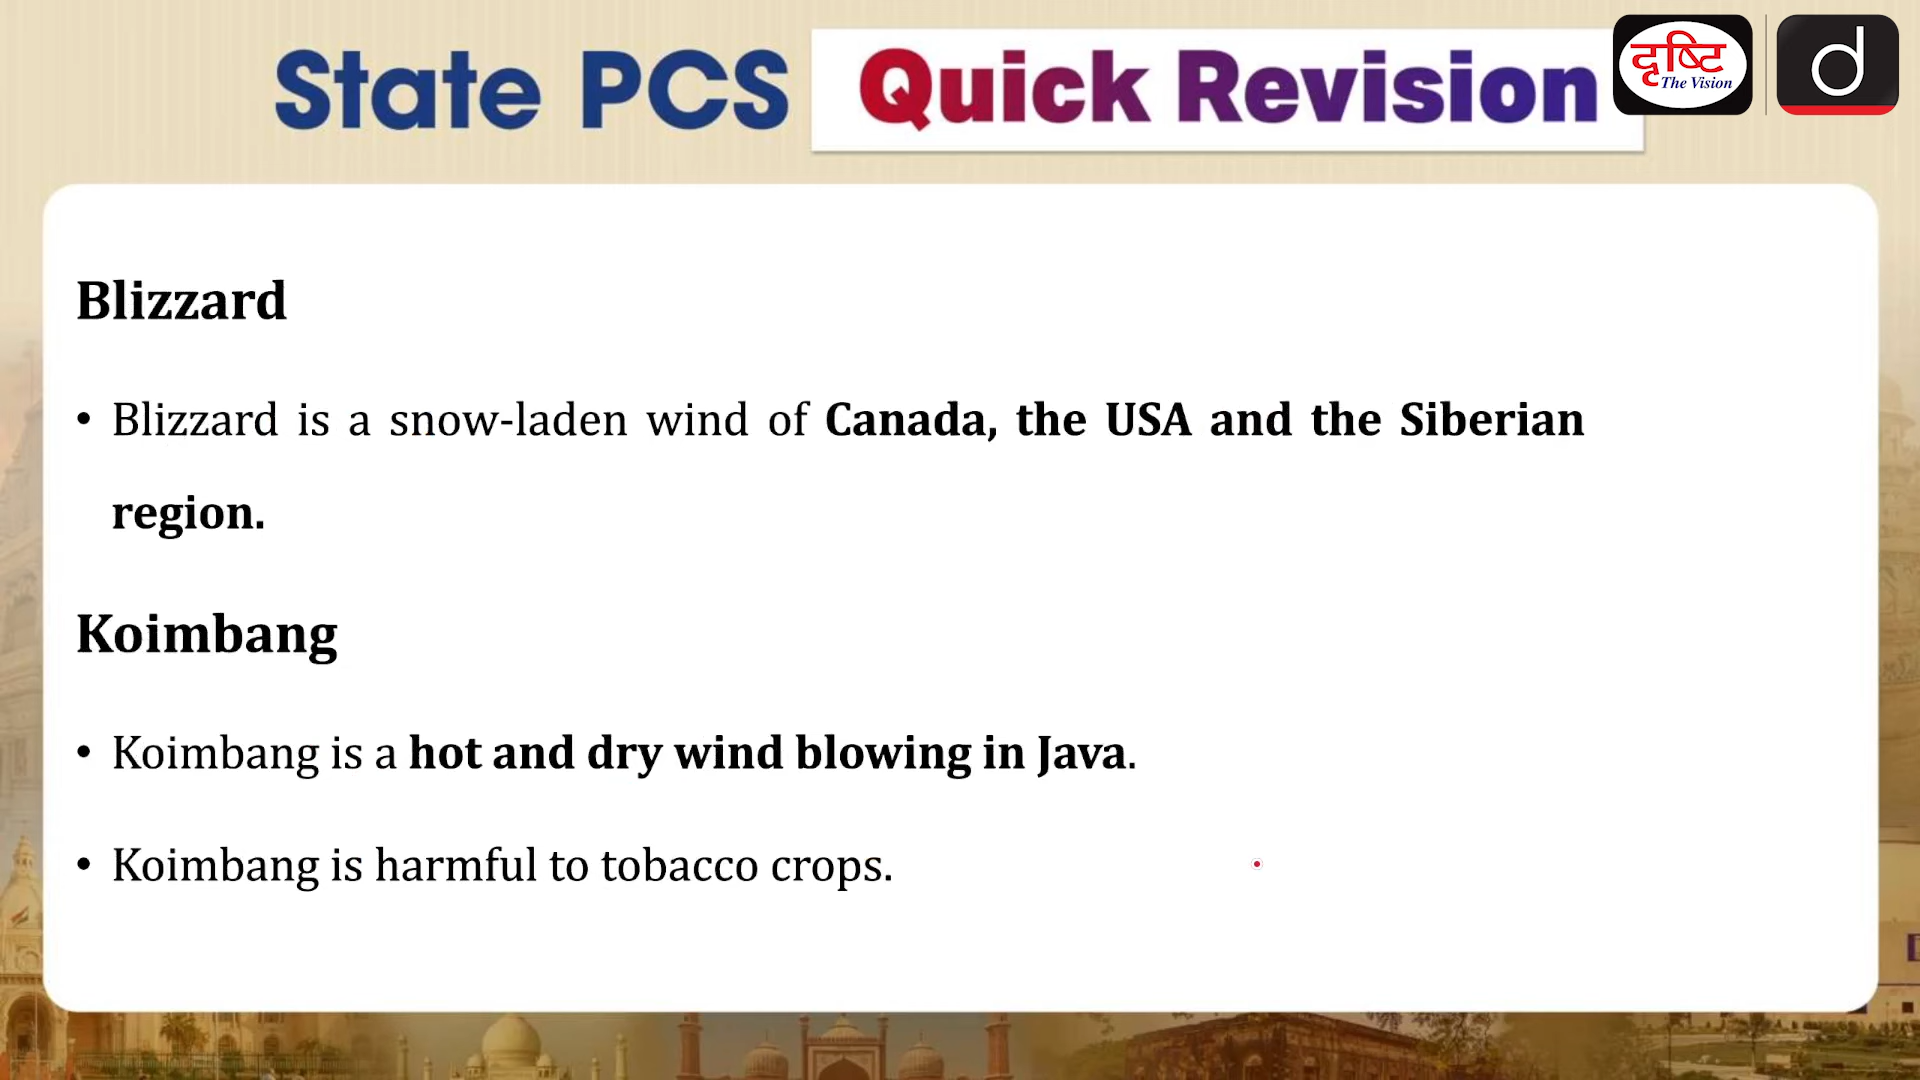 State PCS Quick Revision
दृष्टि
The Vision
d
Blizzard
• Blizzard is a snow-laden wind of Canada, the USA and the Siberian
region.
Koimbang
• Koimbang is a hot and dry wind blowing in Java.
• Koimbang is harmful to tobacco crops.